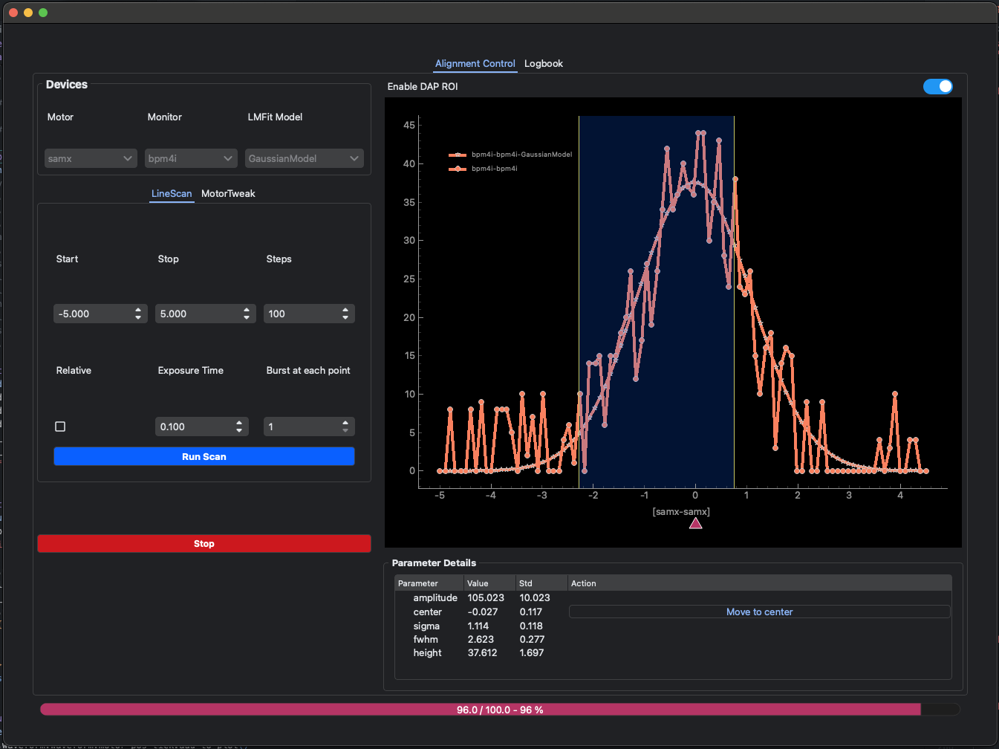 Alignment Control Logbook
Devices
Motor Monitor LMFit Model
samx bpm4i GaussianModel
LineScan MotorTweak
Start Stop Steps
-5.000 5.000 100
Relative Exposure Time Burst at each point
0.100 1
Run Scan
Stop
Enable DAP ROI
45
40
35
30
25
20
15
10
5
0
bpm4i-bpm4i-GaussianModel
bpm4i-bpm4i
-5 -4 -3 -2 -1 0 1 2 3 4
[samx-samx]
Parameter Details
Parameter Value Std Action
amplitude 105.023 10.023
center -0.027 0.117 Move to center
sigma 1.114 0.118
fwhm 2.623 0.277
height 37.612 1.697
96.0 / 100.0 - 96 %